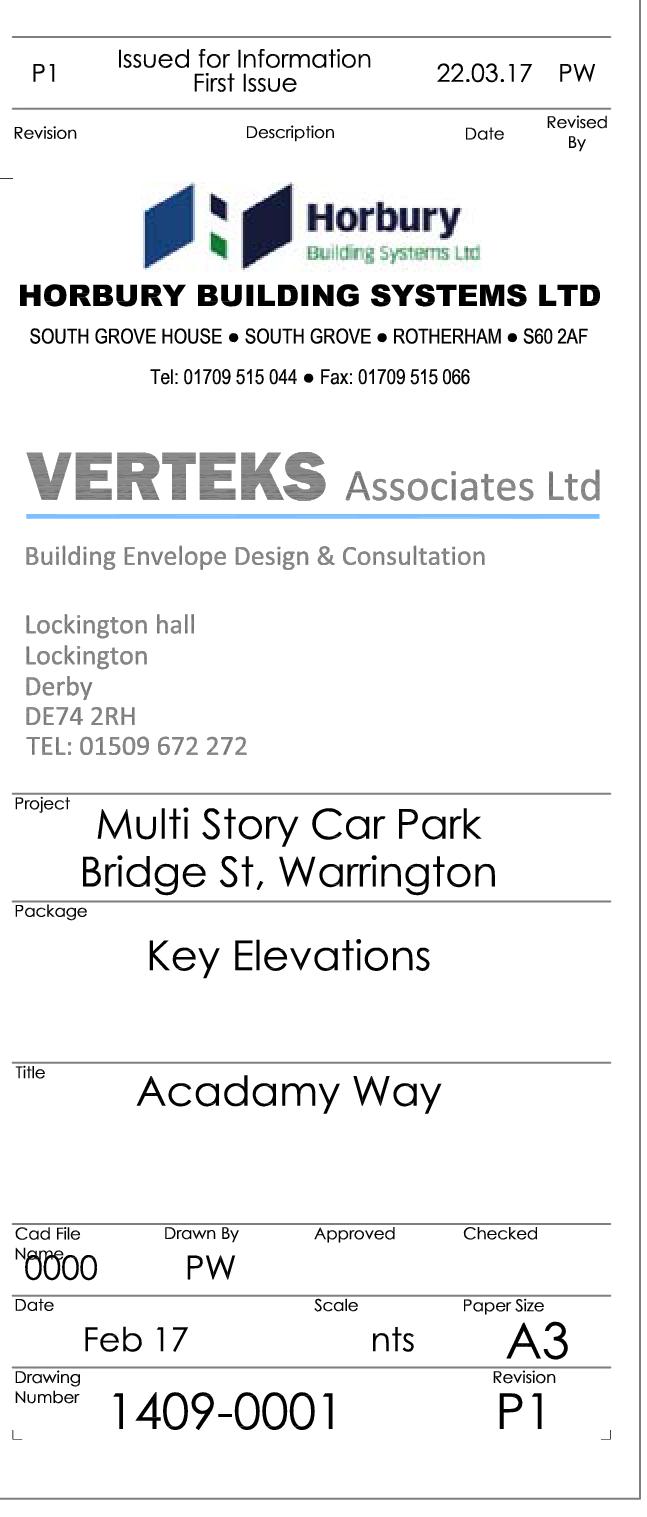 P1 Issued for Information 22.03.17 PW
First Issue
Revision Description Date Revised By
Horbury
Building Systems Ltd
HORBURY BUILDING SYSTEMS LTD
SOUTH GROVE HOUSE ● SOUTH GROVE ● ROTHERHAM ● S60 2AF
Tel: 01709 515 044 ● Fax: 01709 515 066
VERTEKS Associates Ltd
Building Envelope Design & Consultation
Lockington hall
Lockington
Derby
DE74 2RH
TEL: 01509 672 272
Project
Multi Story Car Park
Bridge St, Warrington
Package
Key Elevations
Title
Acadamy Way
Cad File Name Drawn By Approved Checked
0000 PW
Date Scale Paper Size
Feb 17 nts A3
Drawing Number Revision
1409-0001 P1